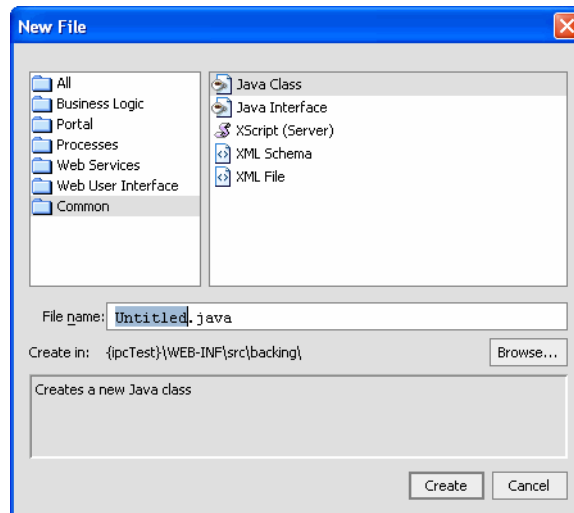 New File
All
Business Logic
Portal
Processes
Web Services
Web User Interface
Common
Java Class
Java Interface
XScript (Server)
XML Schema
XML File
File name: Untitled.java
Create in: {ipcTest}\WEB-INF\src\backing\ Browse...
Creates a new Java class
Create Cancel